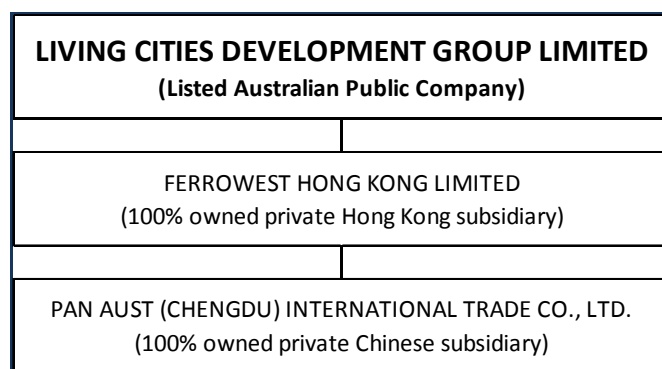 LIVING CITIES DEVELOPMENT GROUP LIMITED
(Listed Australian Public Company)
FERROWEST HONG KONG LIMITED
(100% owned private Hong Kong subsidiary)
PAN AUST (CHENGDU) INTERNATIONAL TRADE CO., LTD.
(100% owned private Chinese subsidiary)